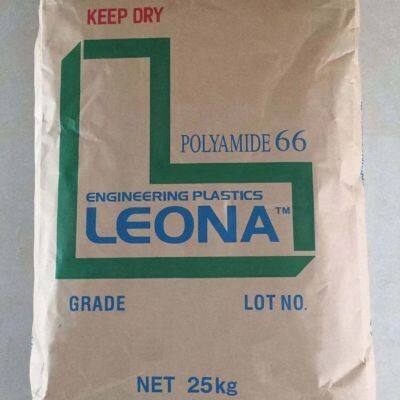 KEEP DRY
POLYAMIDE 66
ENGINEERING PLASTICS
LEONA™
GRADE LOT NO.
NET 25kg